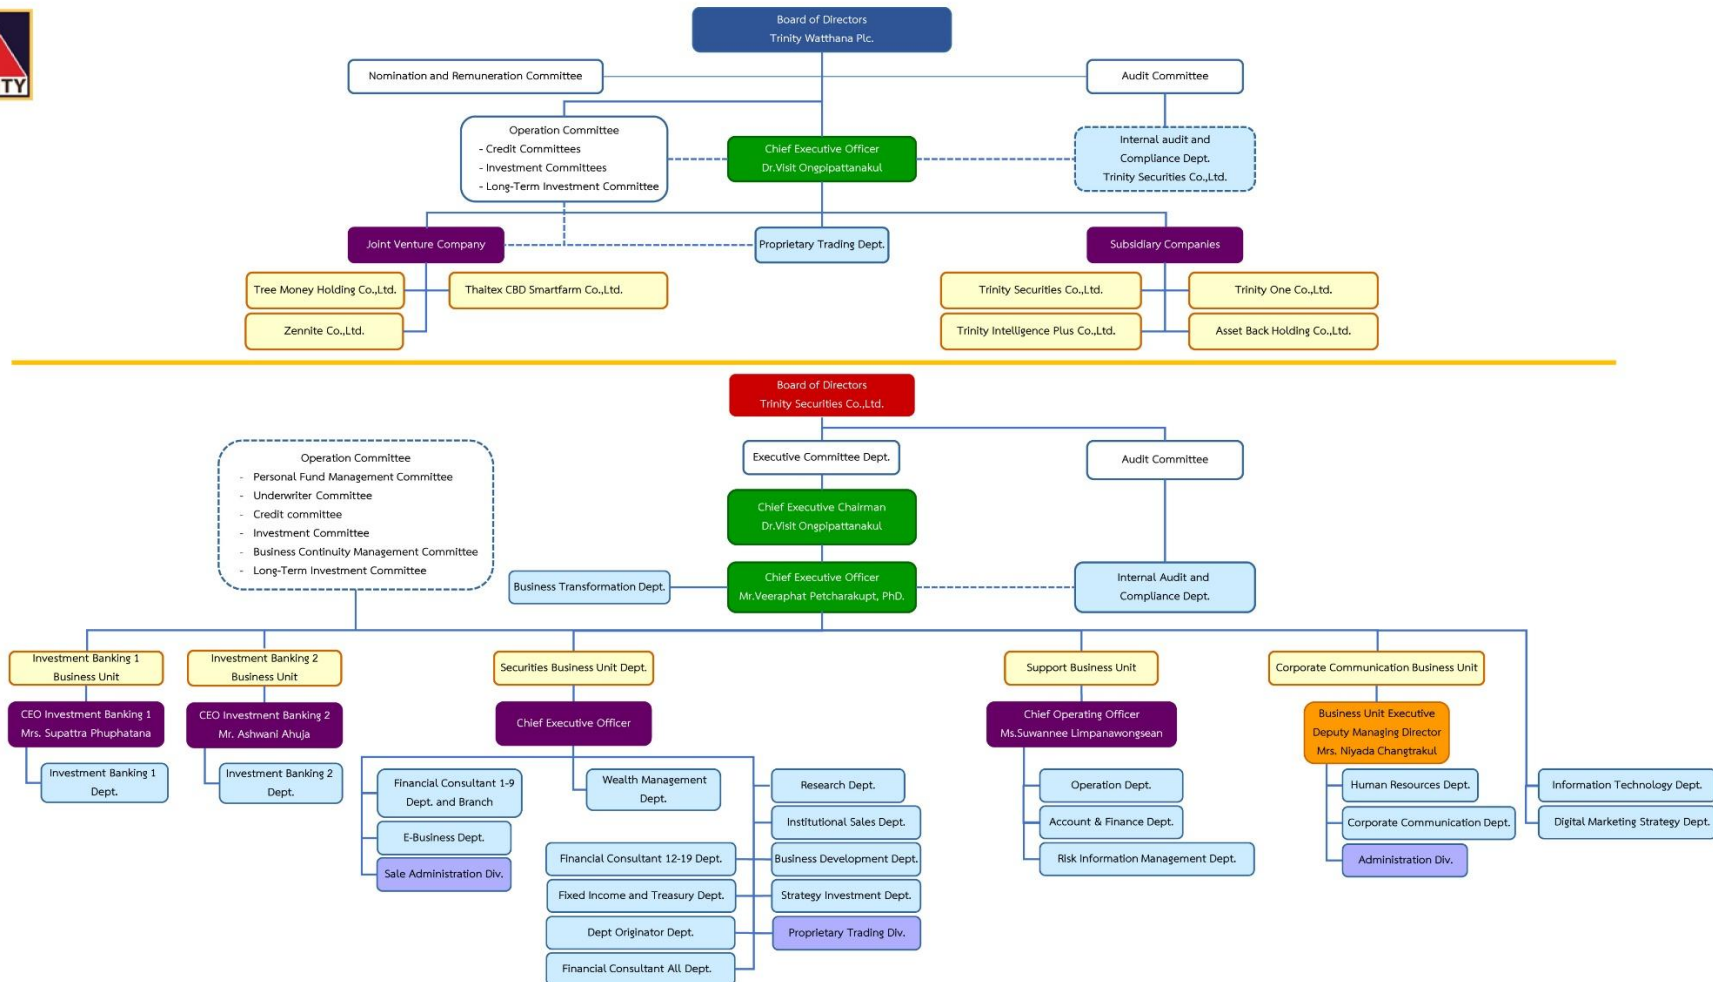 TY
Board of Directors
Trinity Watthana Plc.
Nomination and Remuneration Committee
Audit Committee
Operation Committee
- Credit Committees
- Investment Committees
- Long-Term Investment Committee
Chief Executive Officer
Dr.Visit Ongpipattanakul
Internal audit and
Compliance Dept.
Trinity Securities Co.,Ltd.
Joint Venture Company
Proprietary Trading Dept.
Subsidiary Companies
Tree Money Holding Co.,Ltd.
Thaitex CBD Smartfarm Co.,Ltd.
Trinity Securities Co.,Ltd.
Trinity One Co.,Ltd.
Zennite Co.,Ltd.
Trinity Intelligence Plus Co.,Ltd.
Asset Back Holding Co.,Ltd.
Board of Directors
Trinity Securities Co.,Ltd.
Operation Committee
- Personal Fund Management Committee
- Underwriter Committee
- Credit committee
- Investment Committee
- Business Continuity Management Committee
- Long-Term Investment Committee
Executive Committee Dept.
Audit Committee
Chief Executive Chairman
Dr.Visit Ongpipattanakul
Business Transformation Dept.
Chief Executive Officer
Mr.Veeraphat Petcharakupt, PhD.
Internal Audit and
Compliance Dept.
Investment Banking 1
Business Unit
Investment Banking 2
Business Unit
Securities Business Unit Dept.
Support Business Unit
Corporate Communication Business Unit
CEO Investment Banking 1
Mrs. Supattra Phuphatana
CEO Investment Banking 2
Mr. Ashwani Ahuja
Chief Executive Officer
Chief Operating Officer
Ms.Suwannee Limpanawongsean
Business Unit Executive
Deputy Managing Director
Mrs. Niyada Changtrakul
Investment Banking 1
Dept.
Investment Banking 2
Dept.
Financial Consultant 1-9
Dept. and Branch
E-Business Dept.
Sale Administration Div.
Wealth Management
Dept.
Research Dept.
Institutional Sales Dept.
Financial Consultant 12-19 Dept.
Business Development Dept.
Fixed Income and Treasury Dept.
Strategy Investment Dept.
Dept Originator Dept.
Proprietary Trading Div.
Financial Consultant All Dept.
Operation Dept.
Account & Finance Dept.
Risk Information Management Dept.
Human Resources Dept.
Corporate Communication Dept.
Administration Div.
Information Technology Dept.
Digital Marketing Strategy Dept.